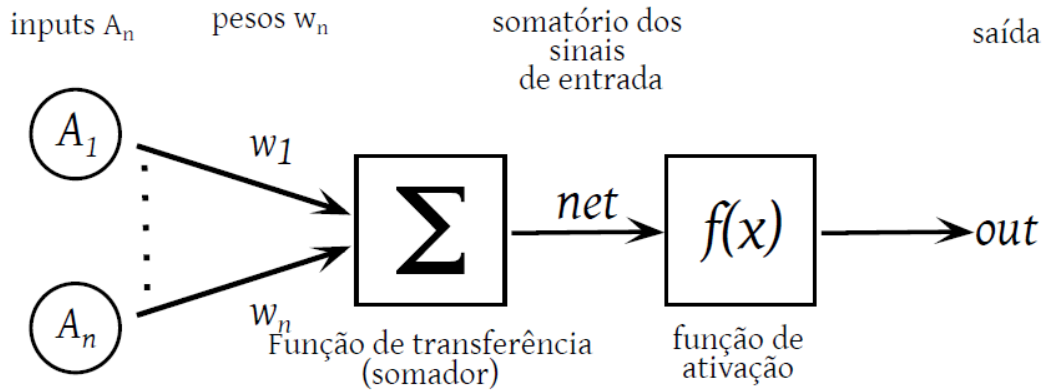 inputs Aₙ
pesos wₙ
somatório dos
sinais
de entrada
saída
A₁
w1
Σ
net
f(x)
out
Aₙ
wₙ
Função de transferência
(somador)
função de
ativação